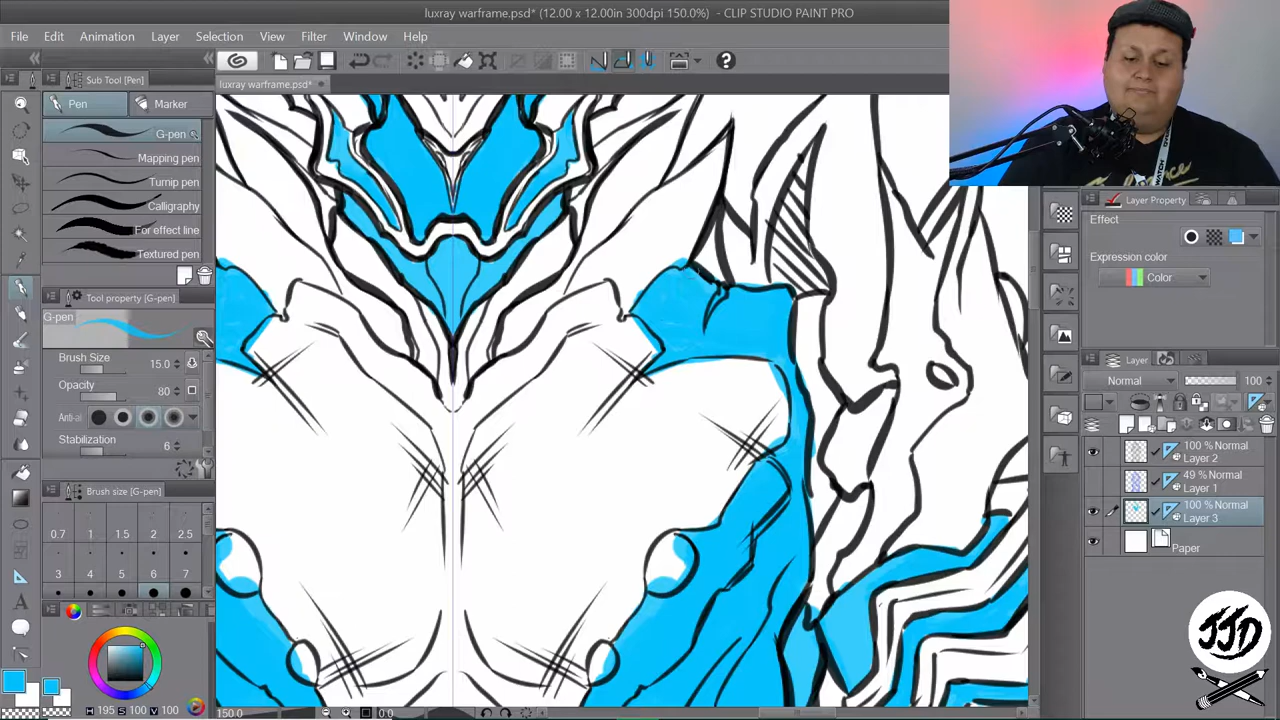 luxray warframe.psd* (12.00 x 12.00in 300dpi 150.0%) - CLIP STUDIO PAINT PRO
File Edit Animation Layer Selection View Filter Window Help
Sub Tool [Pen]
luxray warframe.psd*
Pen Marker
G-pen
Mapping pen
Turnip pen
Calligraphy
For effect line
Textured pen
Tool property [G-pen]
G-pen
Brush Size 15.0
Opacity 80
Anti-al
Stabilization 6
Brush size [G-pen]
0.7 1 1.5 2 2.5
3 4 5 6 7
H 195 S 100 V 100
150.0 0.0
Layer Property
Effect
Expression color
Color
Layer
Normal 100
100 % Normal
Layer 2
49 % Normal
Layer 1
100 % Normal
Layer 3
Paper
JJD